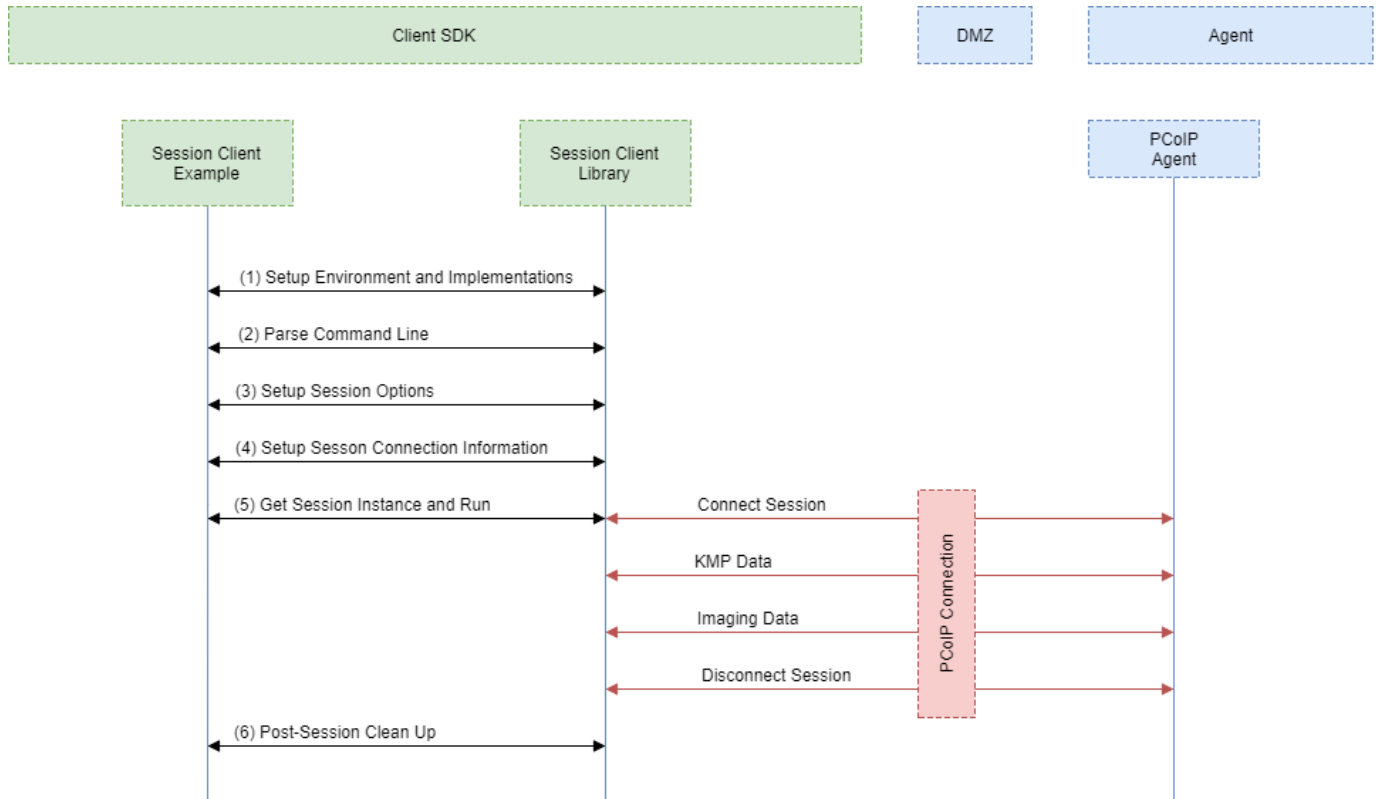 Client SDK
DMZ
Agent
Session Client
Example
Session Client
Library
PCoIP
Agent
(1) Setup Environment and Implementations
(2) Parse Command Line
(3) Setup Session Options
(4) Setup Sesson Connection Information
(5) Get Session Instance and Run
Connect Session
KMP Data
Imaging Data
Disconnect Session
PCoIP Connection
(6) Post-Session Clean Up